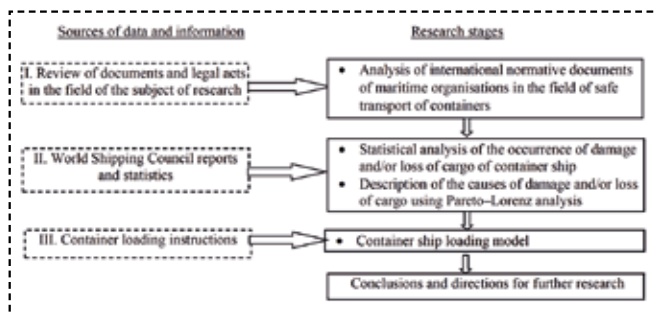 Sources of data and information
Research stages
I. Review of documents and legal acts
in the field of the subject of research
• Analysis of international normative documents
of maritime organisations in the field of safe
transport of containers
II. World Shipping Council reports
and statistics
• Statistical analysis of the occurrence of damage
and/or loss of cargo of container ship
• Description of the causes of damage and/or loss
of cargo using Pareto–Lorenz analysis
III. Container loading instructions
• Container ship loading model
Conclusions and directions for further research